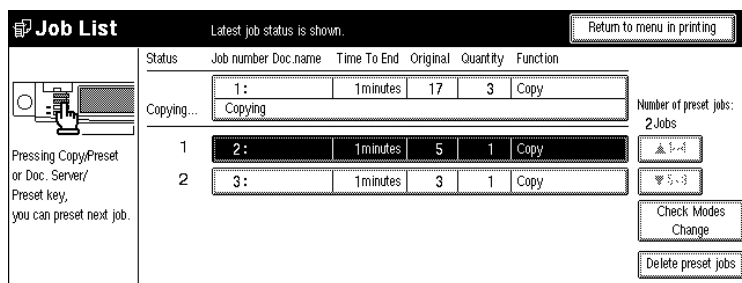 Job List
Latest job status is shown.
Return to menu in printing
Status Job number Doc.name Time To End Original Quantity Function
1: 1minutes 17 3 Copy
Copying... Copying
Number of preset jobs:
2Jobs
1 2: 1minutes 5 1 Copy
2 3: 1minutes 3 1 Copy
Pressing Copy/Preset
or Doc. Server/
Preset key,
you can preset next job.
Check Modes
Change
Delete preset jobs